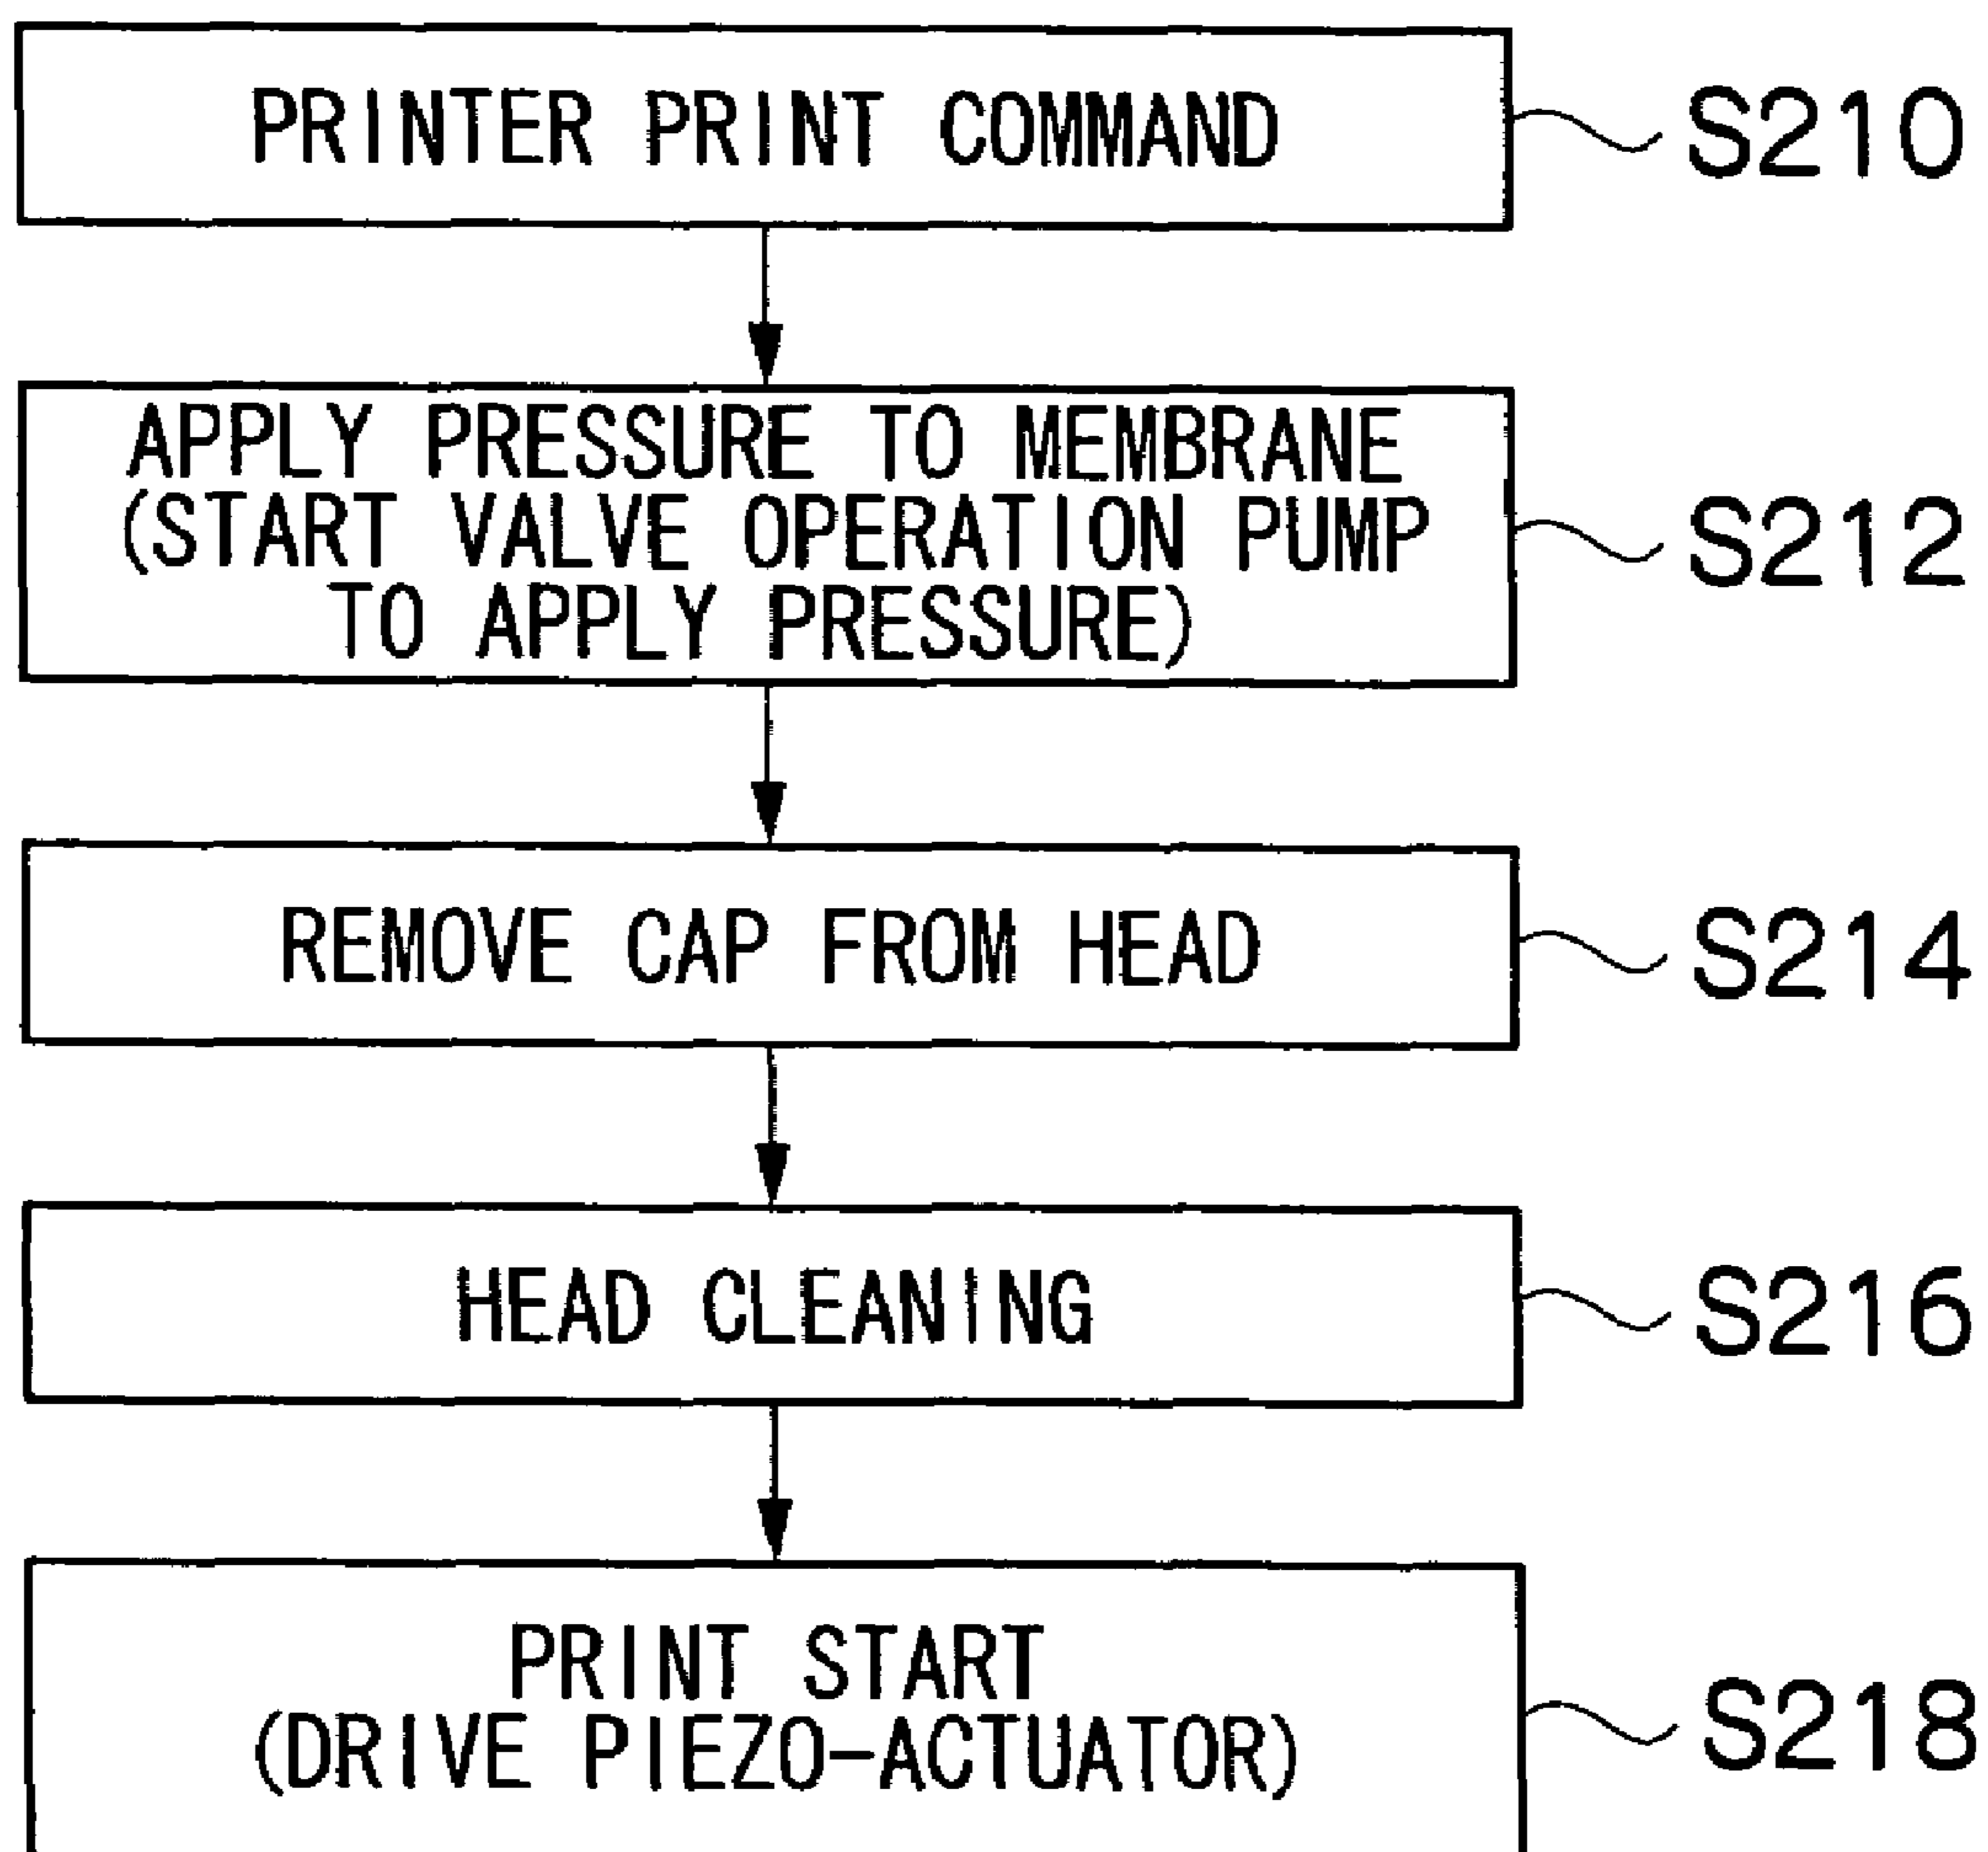 PRINTER PRINT COMMAND
S210
APPLY PRESSURE TO MEMBRANE
(START VALVE OPERATION PUMP
TO APPLY PRESSURE)
S212
REMOVE CAP FROM HEAD
S214
HEAD CLEANING
S216
PRINT START
(DRIVE PIEZO-ACTUATOR)
S218